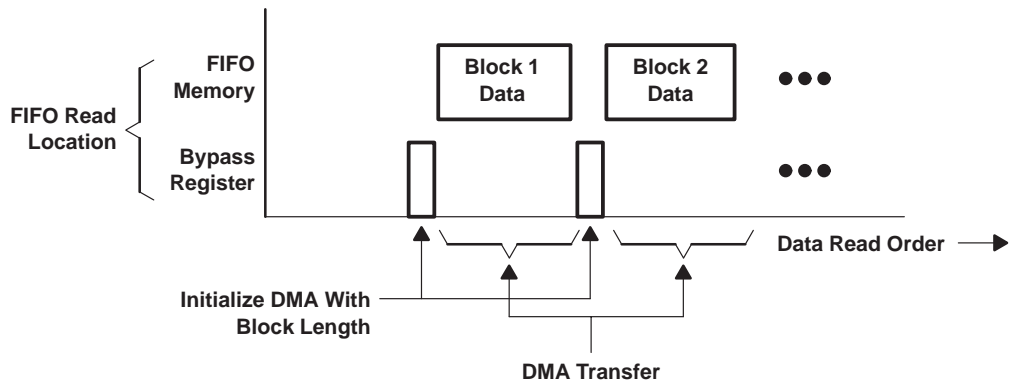 FIFO
Memory
Block 1
Data
Block 2
Data
FIFO Read
Location
Bypass
Register
Data Read Order
Initialize DMA With
Block Length
DMA Transfer